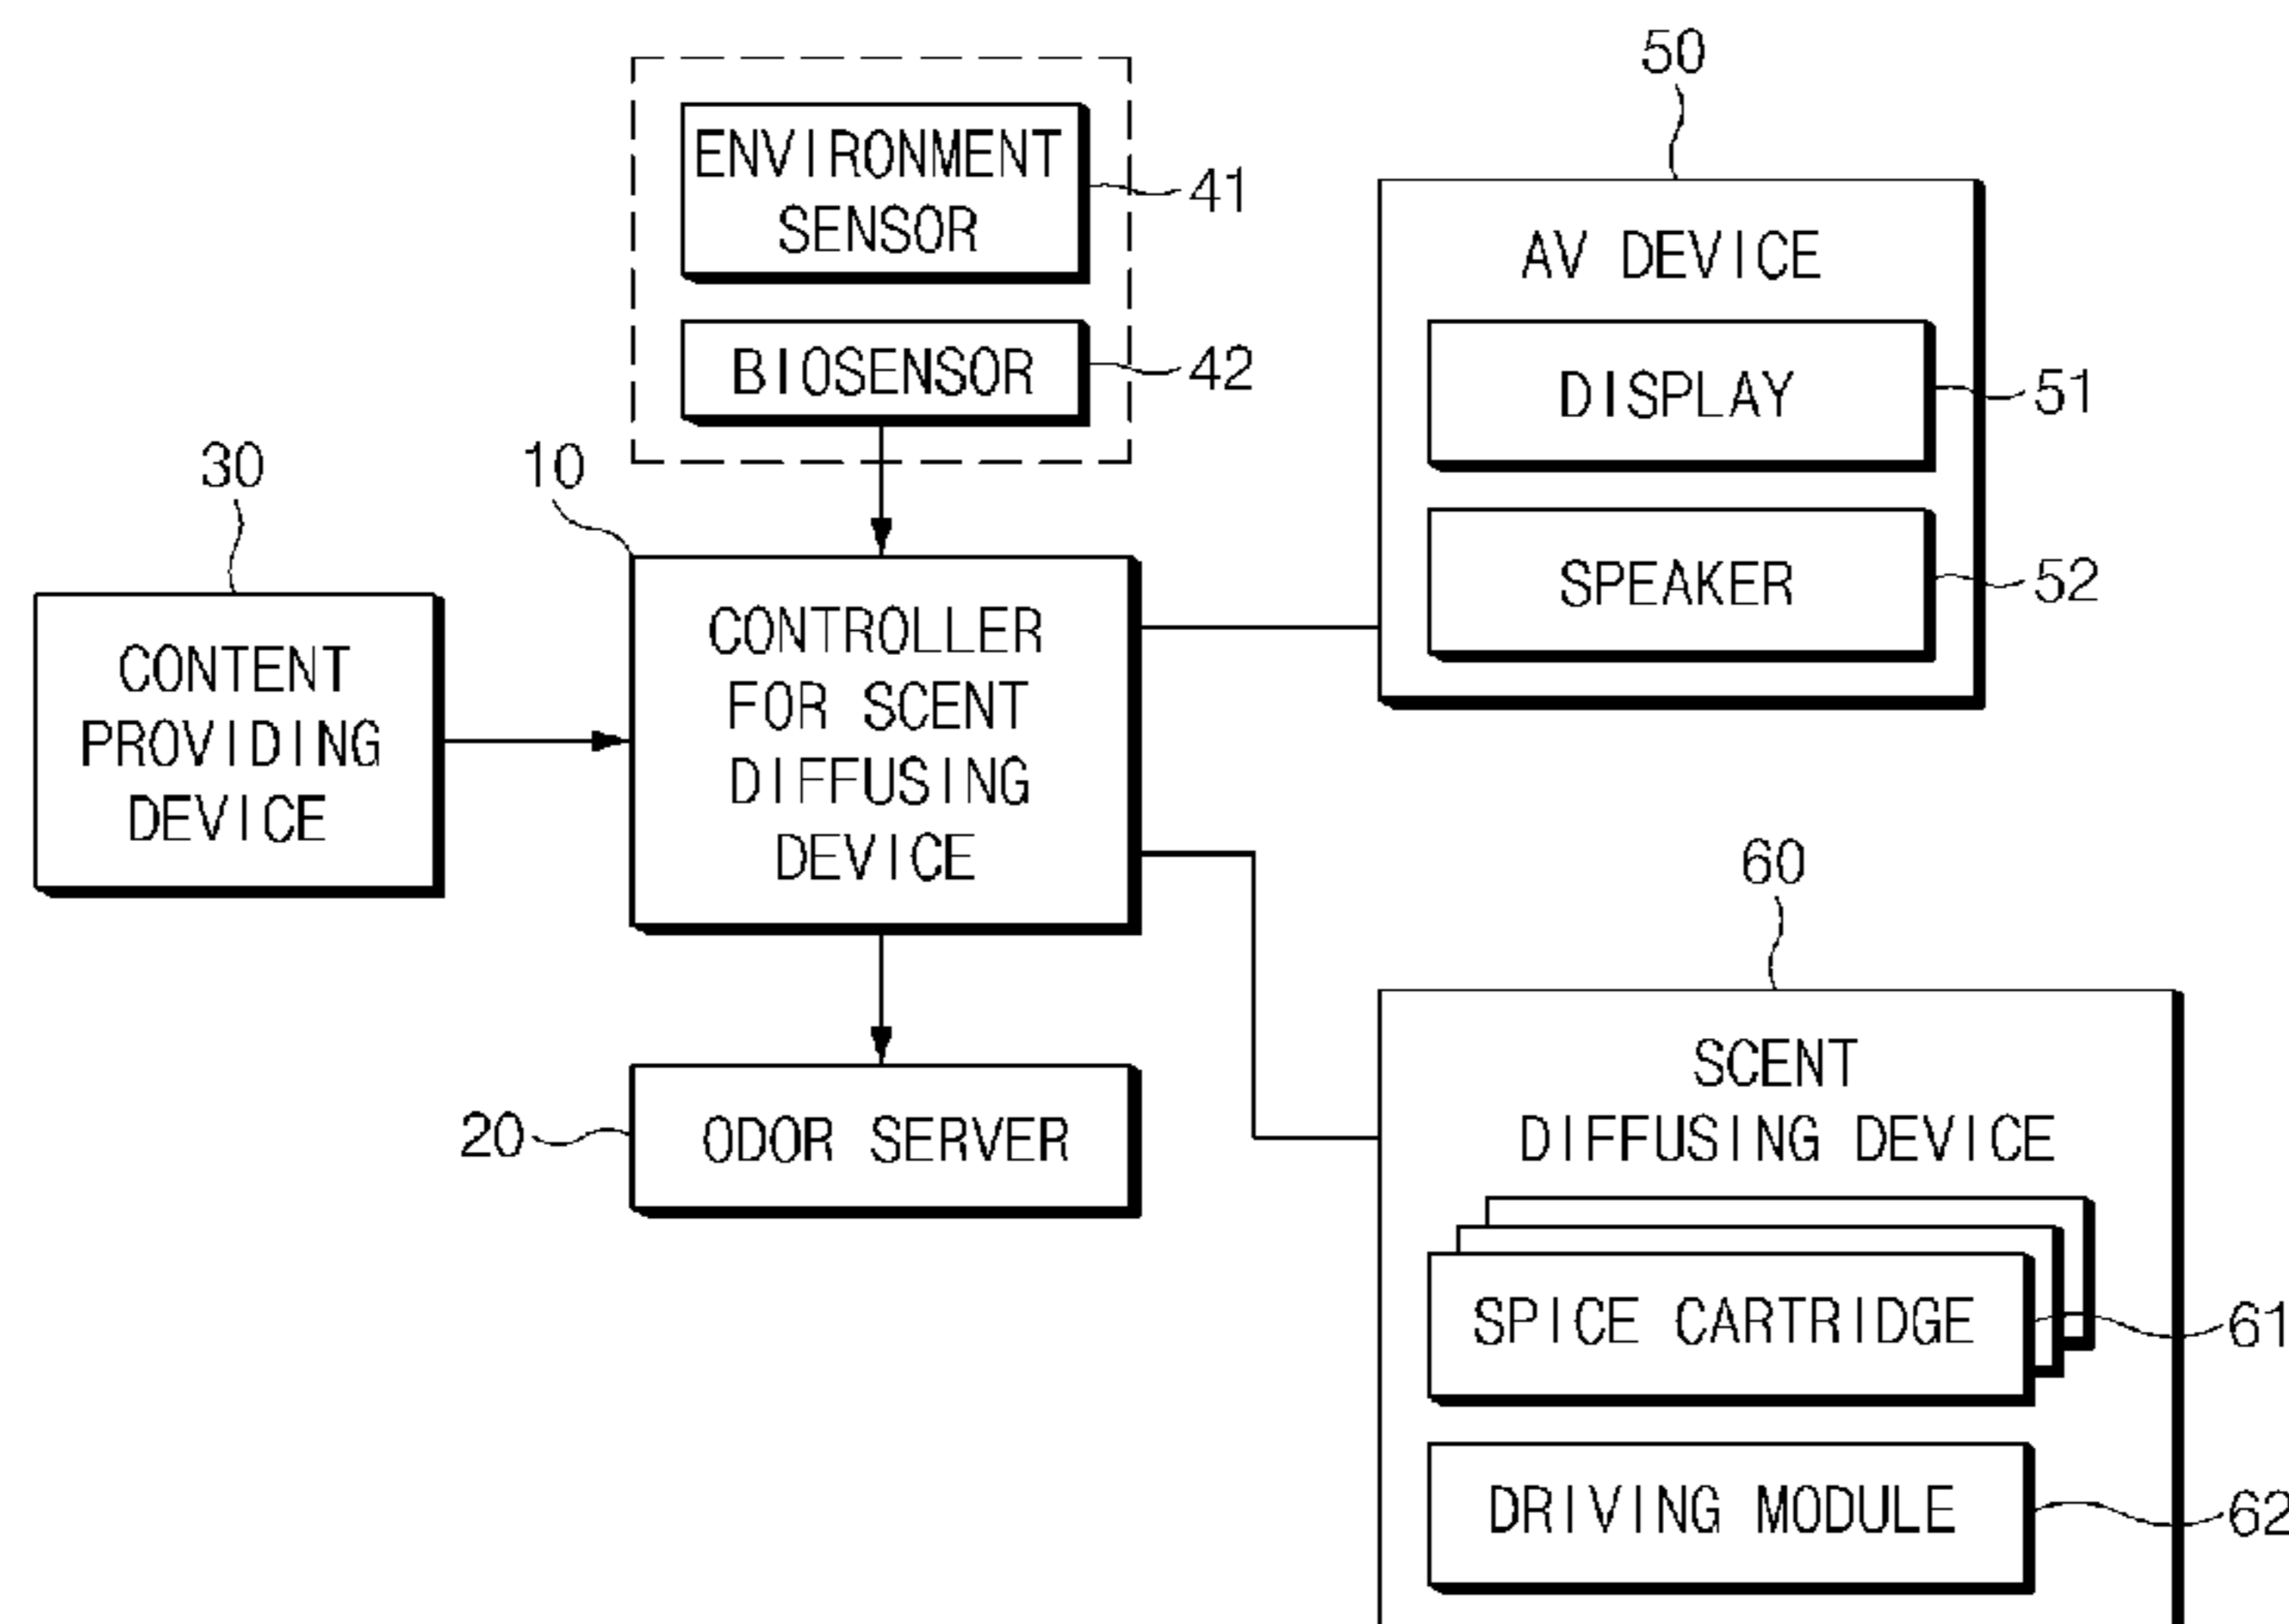 50
ENVIRONMENT
SENSOR
41
BIOSENSOR
42
AV DEVICE
DISPLAY
51
SPEAKER
52
30
10
CONTENT
PROVIDING
DEVICE
CONTROLLER
FOR SCENT
DIFFUSING
DEVICE
20
ODOR SERVER
60
SCENT
DIFFUSING DEVICE
SPICE CARTRIDGE
61
DRIVING MODULE
62